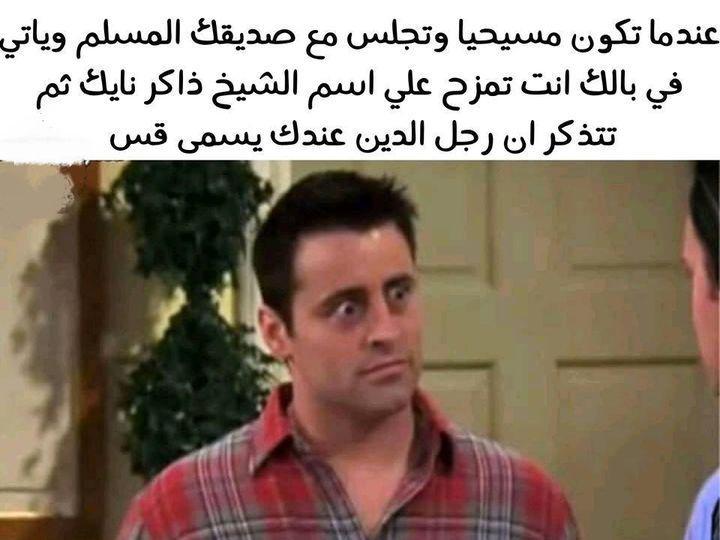 عندما تكون مسيحيا وتجلس مع صديقك المسلم وياتي
في بالك انت تمزح علي اسم الشيخ ذاكر نايك ثم
تتذكر ان رجل الدين عندك يسمى قس